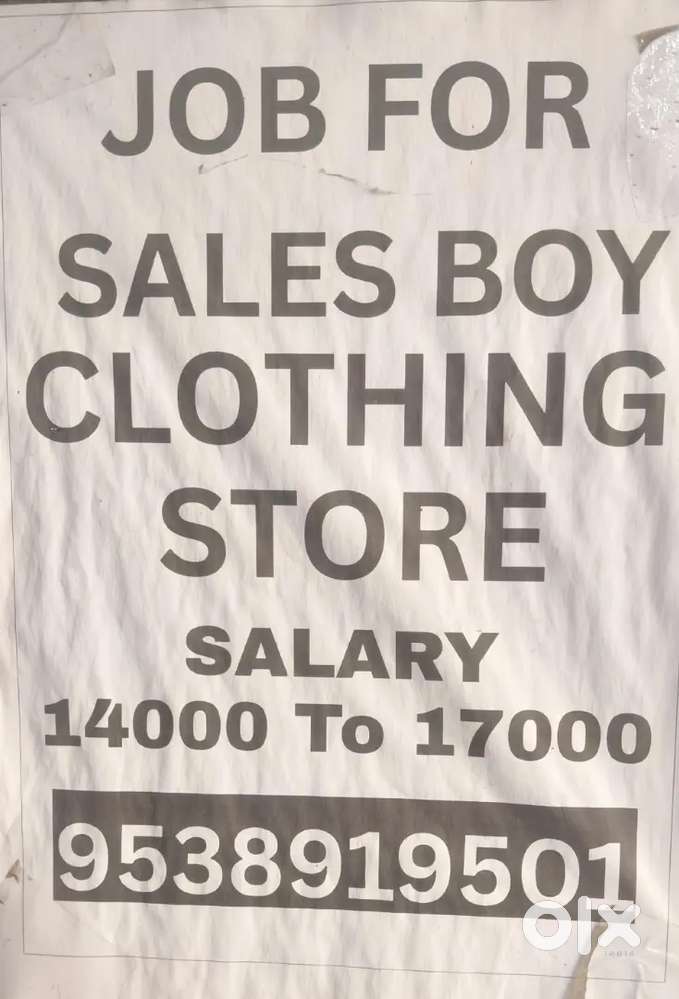 JOB FOR
SALES BOY
CLOTHING
STORE
SALARY
14000 To 17000
9538919501
olx